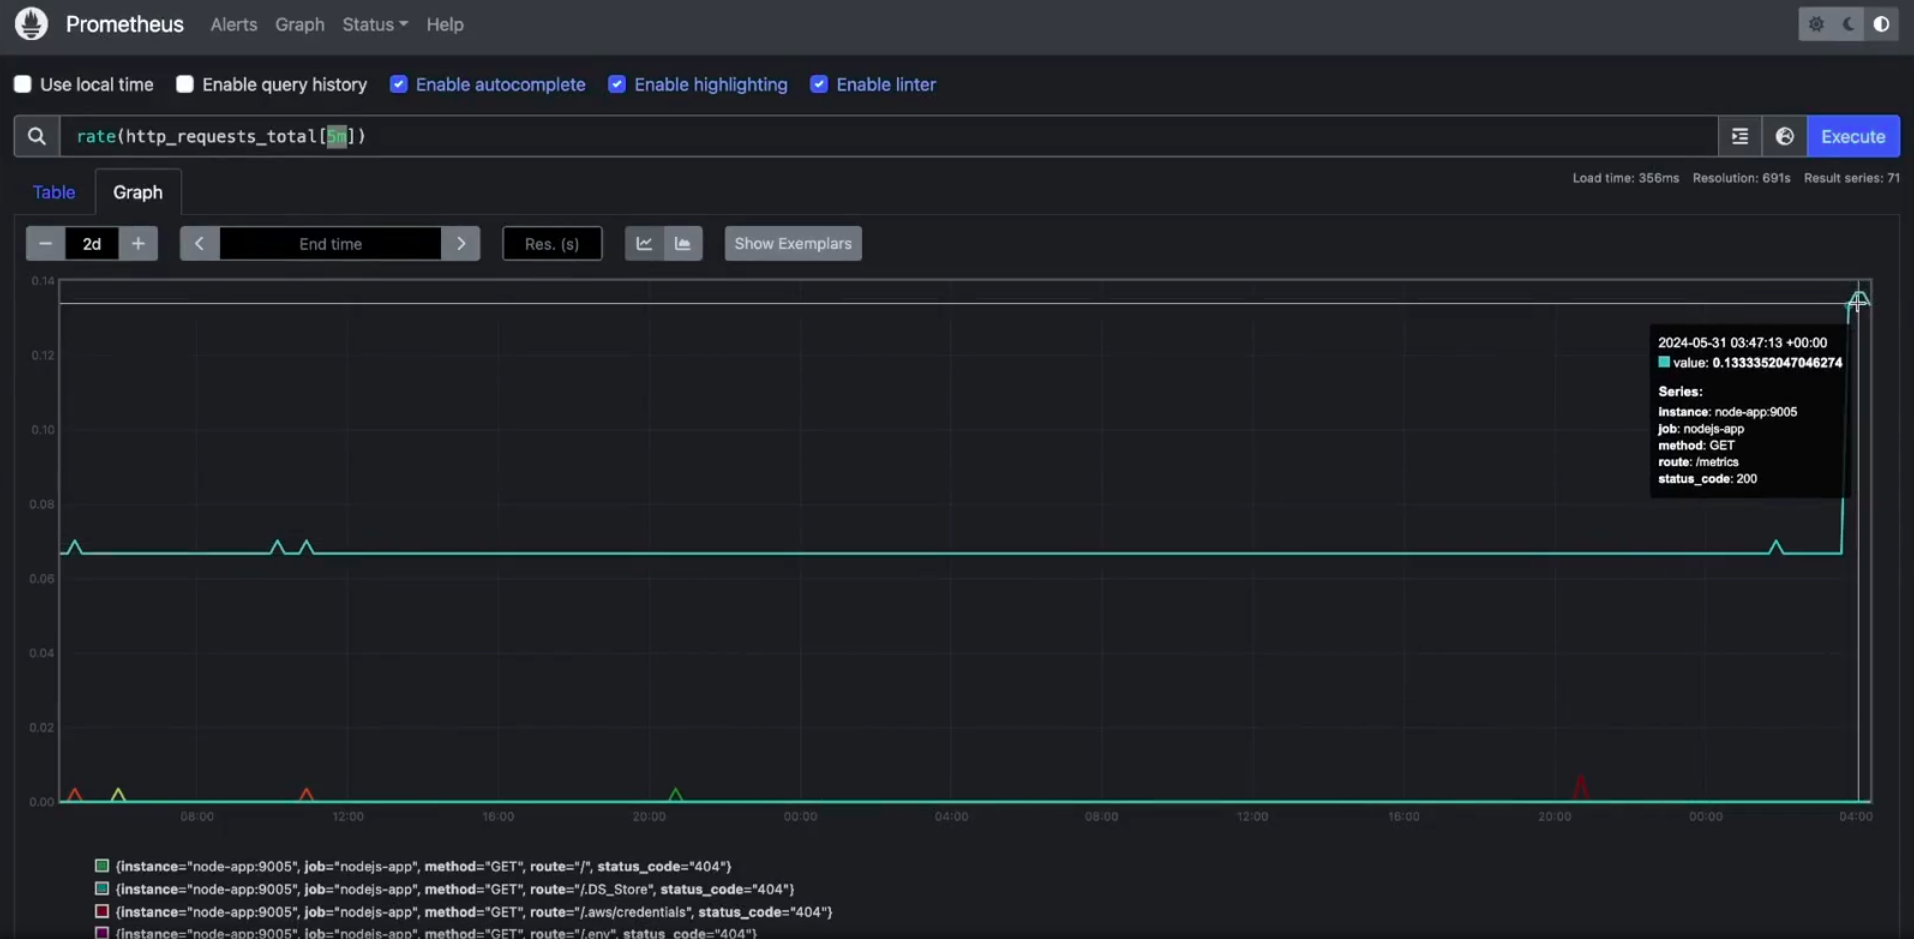 Prometheus Alerts Graph Status Help
Use local time Enable query history Enable autocomplete Enable highlighting Enable linter
rate(http_requests_total[5m]) Execute
Load time: 356ms Resolution: 691s Result series: 71
Table Graph
− 2d + End time Res. (s) Show Exemplars
0.14
0.12
0.10
0.08
0.06
0.04
0.02
0.00
2024-05-31 03:47:13 +00:00
value: 0.1333352047046274
Series:
instance: node-app:9005
job: nodejs-app
method: GET
route: /metrics
status_code: 200
08:00 12:00 16:00 20:00 00:00 04:00 08:00 12:00 16:00 20:00 00:00 04:00
{instance="node-app:9005", job="nodejs-app", method="GET", route="/", status_code="404"}
{instance="node-app:9005", job="nodejs-app", method="GET", route="/.DS_Store", status_code="404"}
{instance="node-app:9005", job="nodejs-app", method="GET", route="/.aws/credentials", status_code="404"}
{instance="node-app:9005", job="nodejs-app", method="GET", route="/.env", status_code="404"}